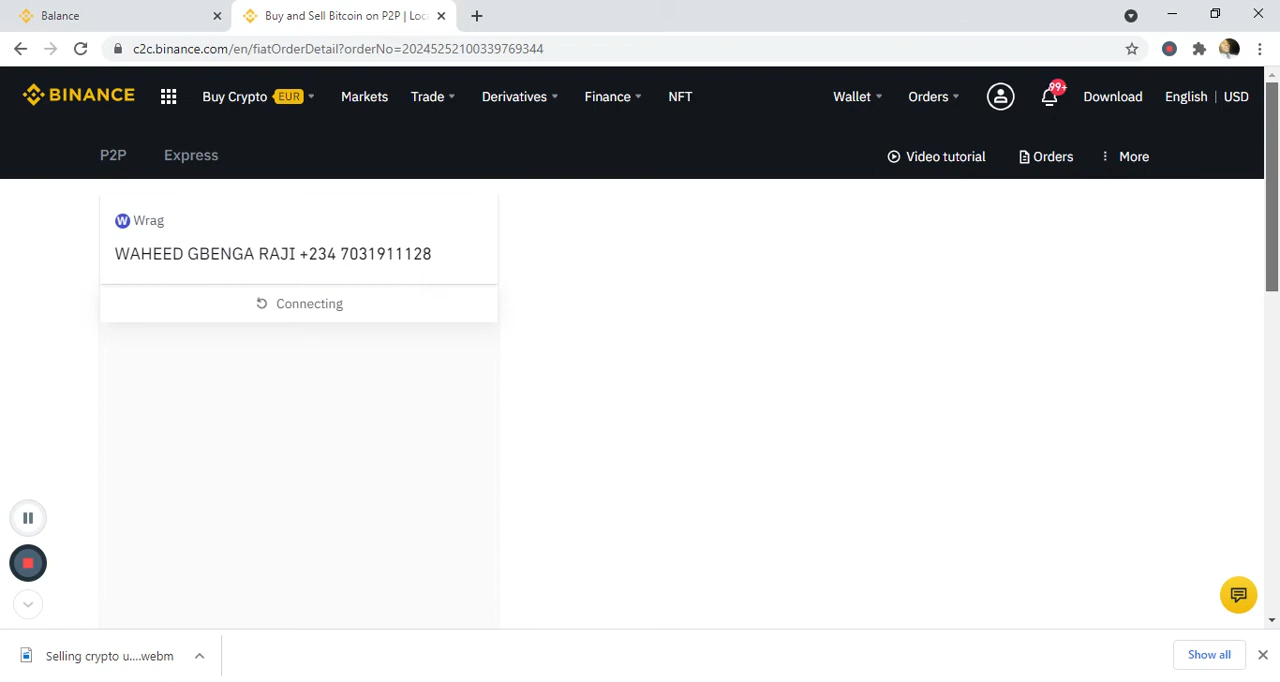 Balance
Buy and Sell Bitcoin on P2P | Loc
c2c.binance.com/en/fiatOrderDetail?orderNo=20245252100339769344
BINANCE
Buy Crypto EUR
Markets
Trade
Derivatives
Finance
NFT
Wallet
Orders
99+
Download
English | USD
P2P
Express
Video tutorial
Orders
More
W Wrag
WAHEED GBENGA RAJI +234 7031911128
Connecting
Selling crypto u....webm
Show all